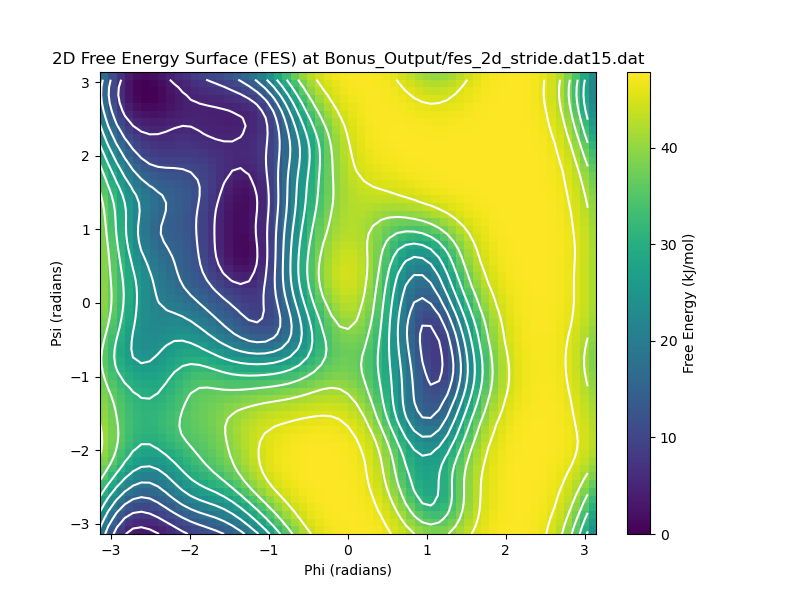 2D Free Energy Surface (FES) at Bonus_Output/fes_2d_stride.dat15.dat
3
2
1
0
−1
−2
−3
Psi (radians)
−3 −2 −1 0 1 2 3
Phi (radians)
40
30
20
10
0
Free Energy (kJ/mol)